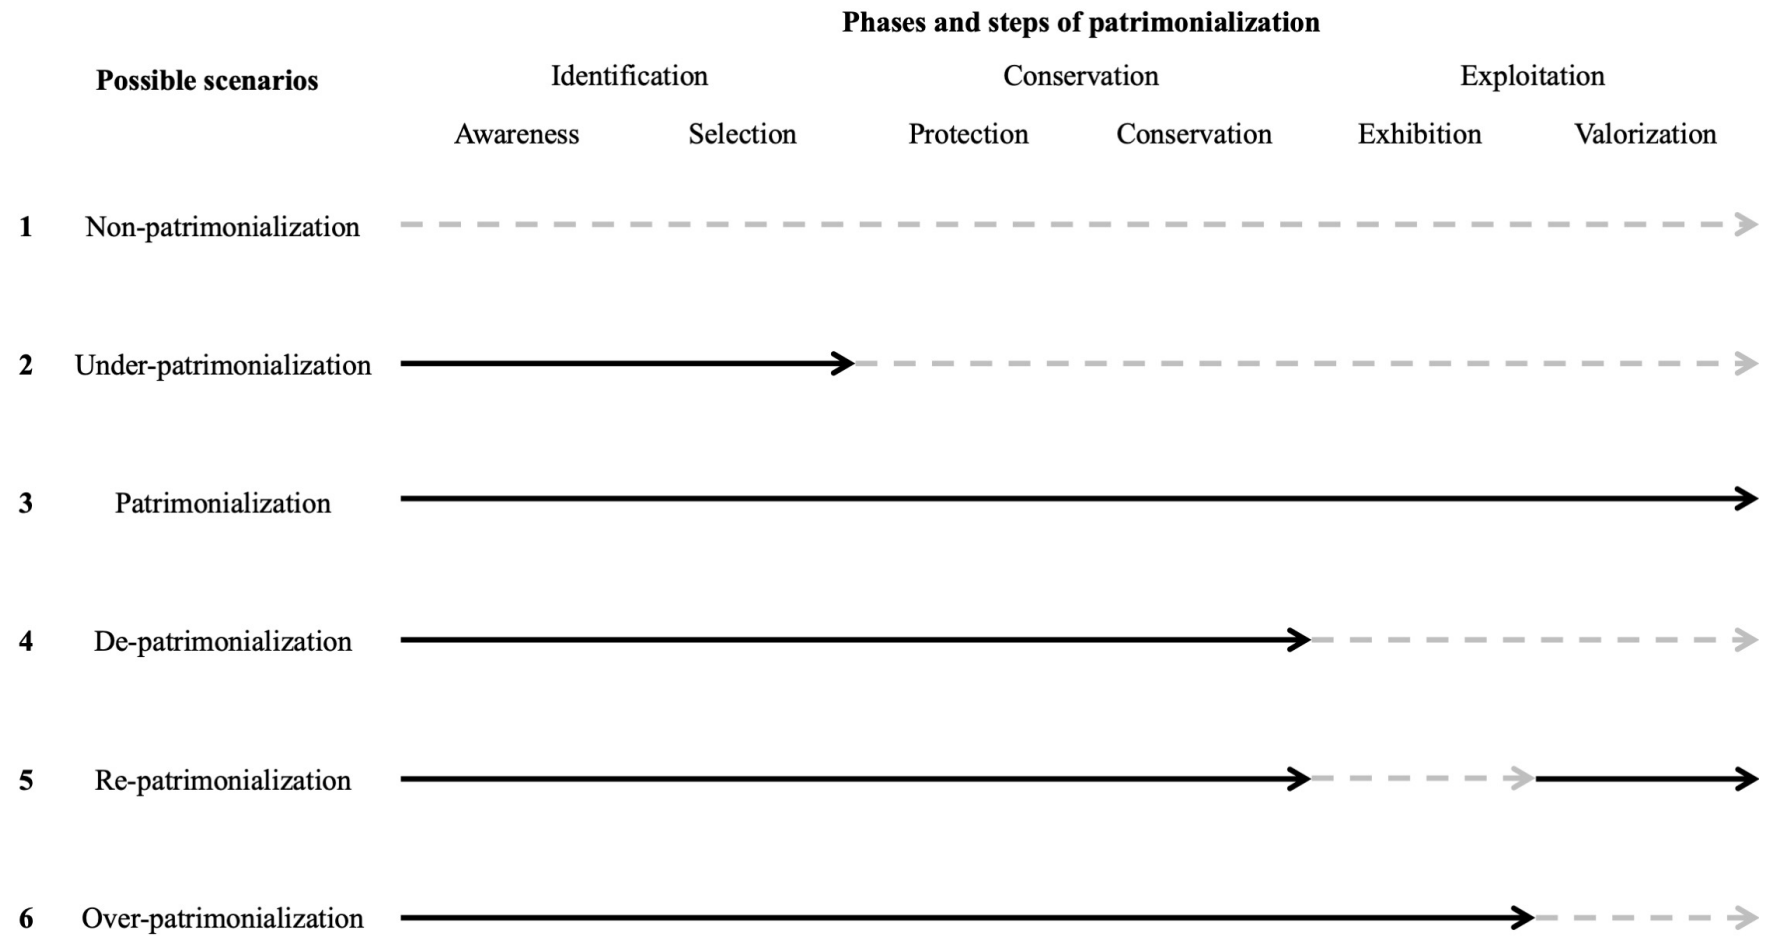 Phases and steps of patrimonialization
Possible scenarios Identification Conservation Exploitation
Awareness Selection Protection Conservation Exhibition Valorization
1 Non-patrimonialization
2 Under-patrimonialization
3 Patrimonialization
4 De-patrimonialization
5 Re-patrimonialization
6 Over-patrimonialization